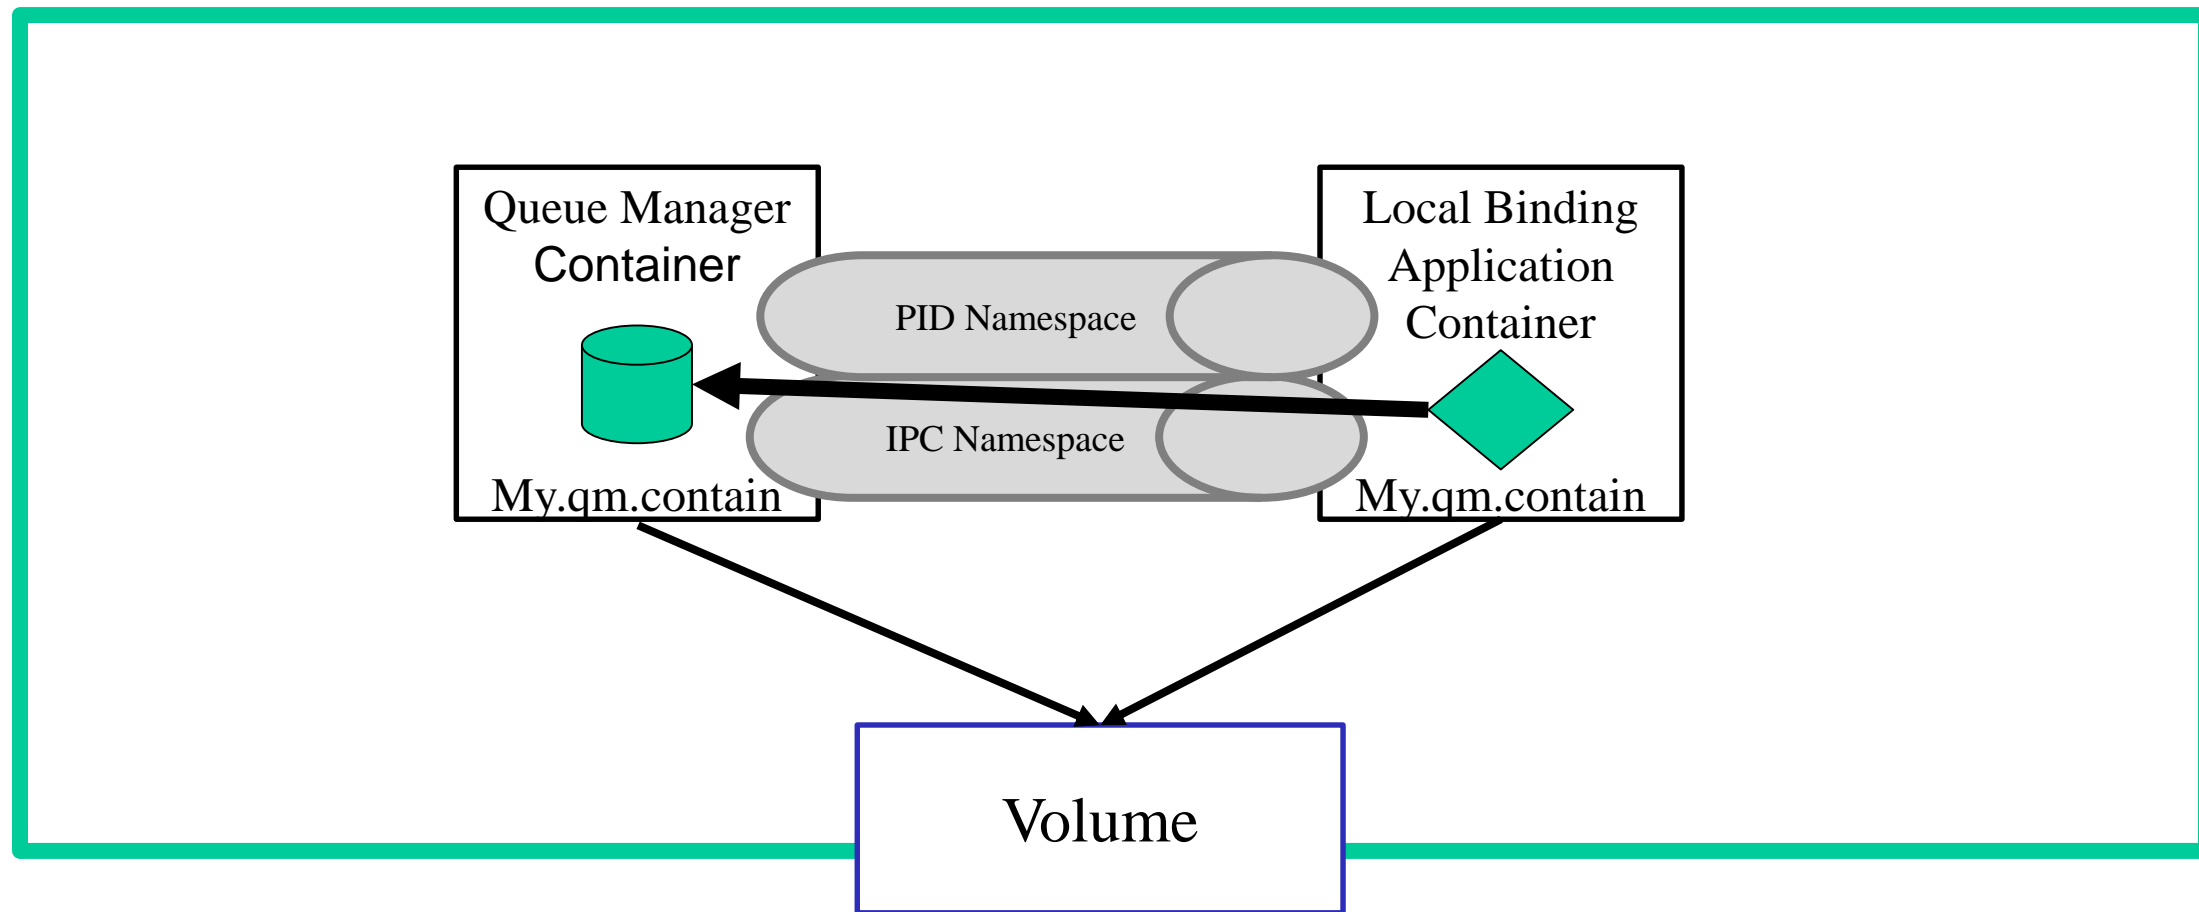 Queue Manager
Container
My.qm.contain
PID Namespace
IPC Namespace
Local Binding
Application
Container
My.qm.contain
Volume